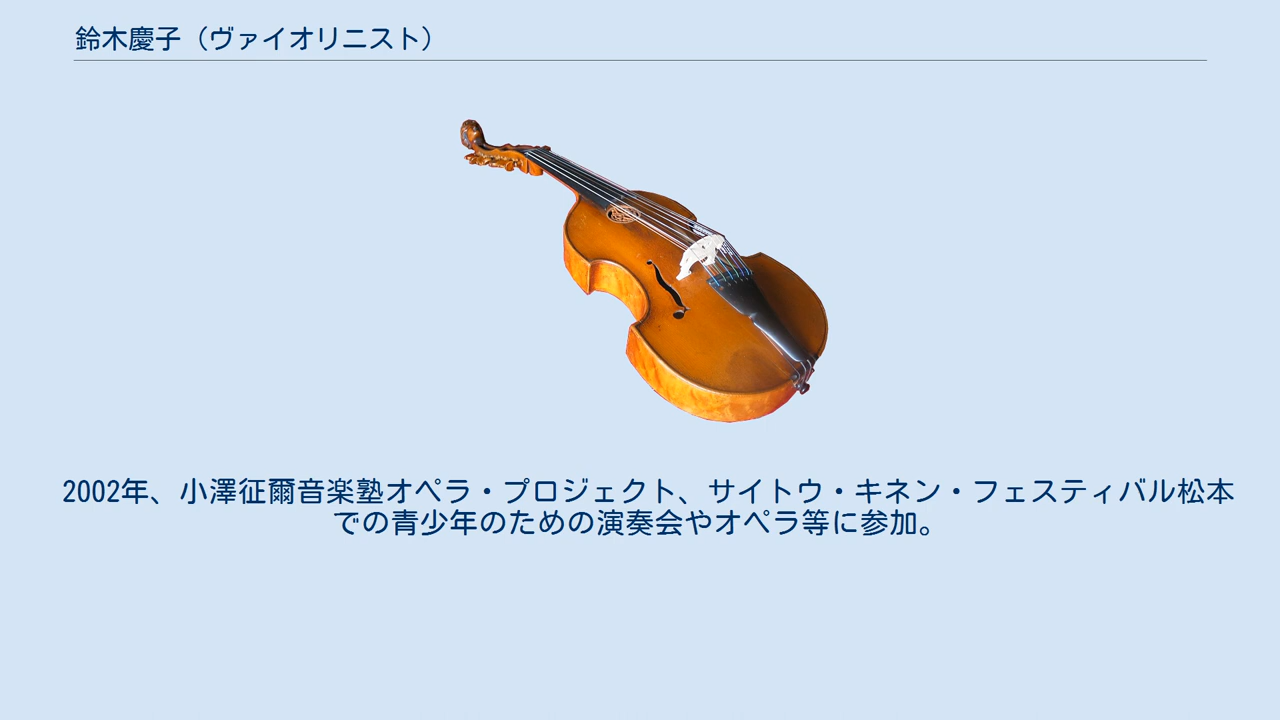 鈴木慶子（ヴァイオリニスト）
2002年、小澤征爾音楽塾オペラ・プロジェクト、サイトウ・キネン・フェスティバル松本
での青少年のための演奏会やオペラ等に参加。